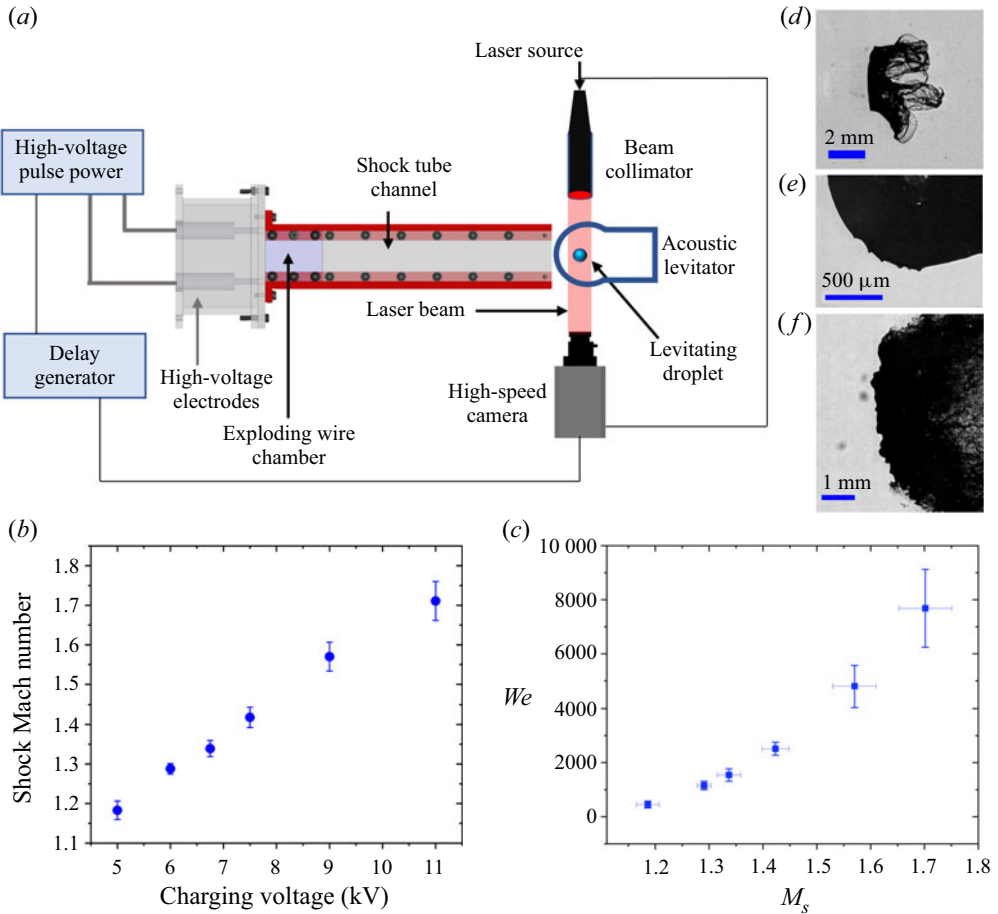 (a)
Laser source
High-voltage
pulse power
Shock tube
channel
Beam
collimator
Acoustic
levitator
Laser beam
Delay
generator
High-voltage
electrodes
Exploding wire
chamber
High-speed
camera
Levitating
droplet
(d)
2 mm
(e)
500 μm
(f)
1 mm
(b)
Shock Mach number
1.8
1.7
1.6
1.5
1.4
1.3
1.2
1.1
5 6 7 8 9 10 11
Charging voltage (kV)
(c)
We
10 000
8000
6000
4000
2000
0
1.2 1.3 1.4 1.5 1.6 1.7 1.8
Ms